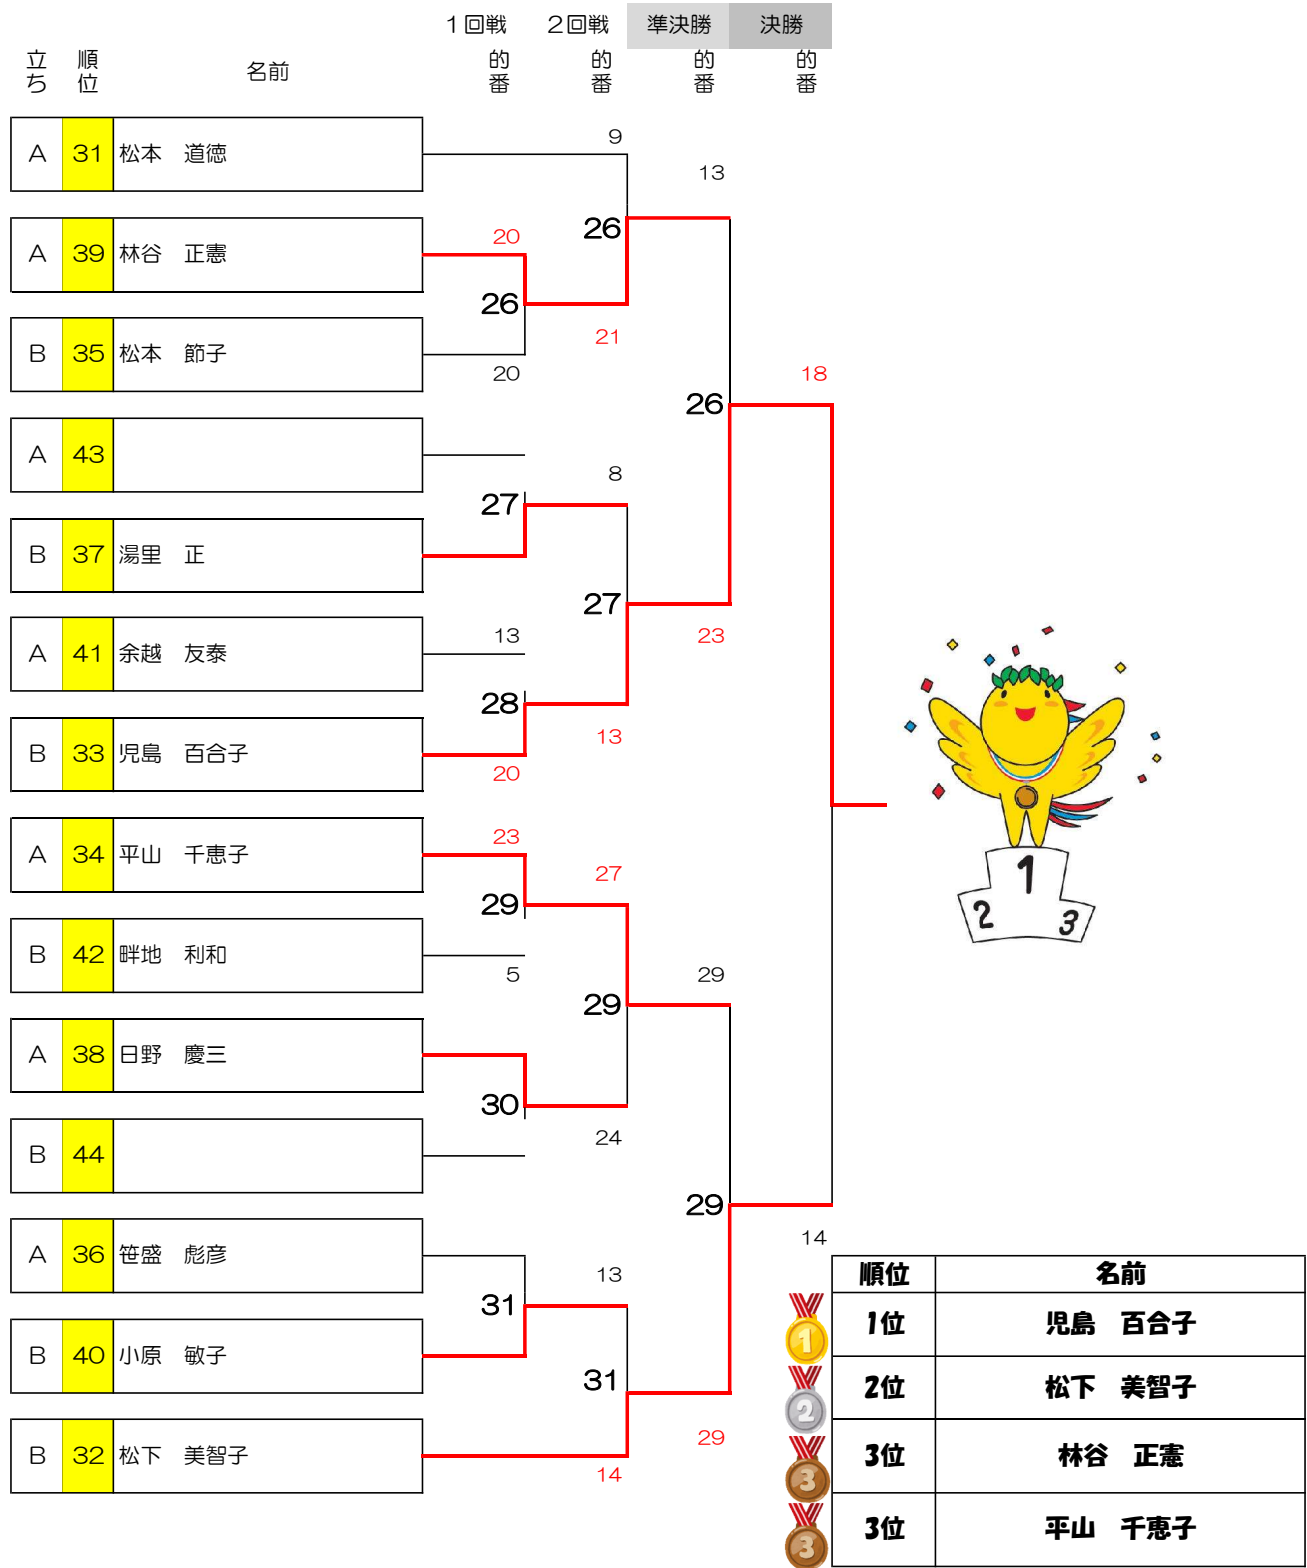 １回戦 ２回戦 準決勝 決勝
立ち 順位 名前 的番 的番 的番 的番
9
A 31 松本　道徳
13
26
20
A 39 林谷　正憲
26
21
B 35 松本　節子
20
18
26
A 43
8
27
B 37 湯里　正
27
13
23
A 41 余越　友泰
28
13
B 33 児島　百合子
20
23
A 34 平山　千恵子
27
29
B 42 畔地　利和
5
29
29
A 38 日野　慶三
30
24
B 44
29
14
A 36 笹盛　彪彦
13
31
B 40 小原　敏子
31
29
B 32 松下　美智子
14
1
2
3
順位 名前
1 1位 児島　百合子
2 2位 松下　美智子
3 3位 林谷　正憲
3 3位 平山　千恵子